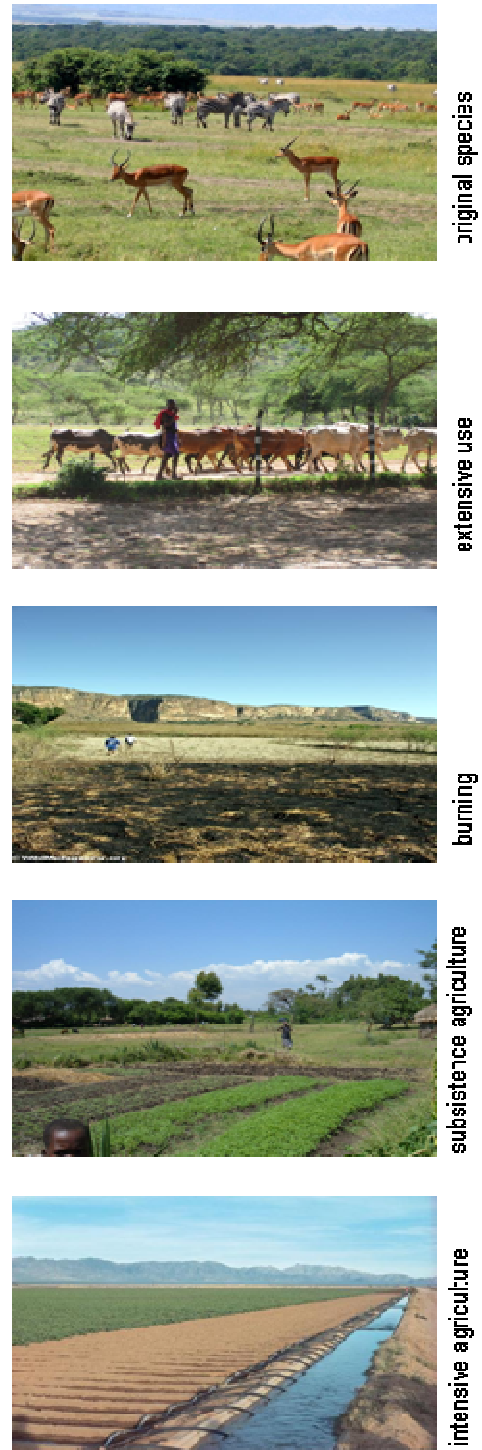 original species
extensive use
burning
subsistence agriculture
intensive agriculture